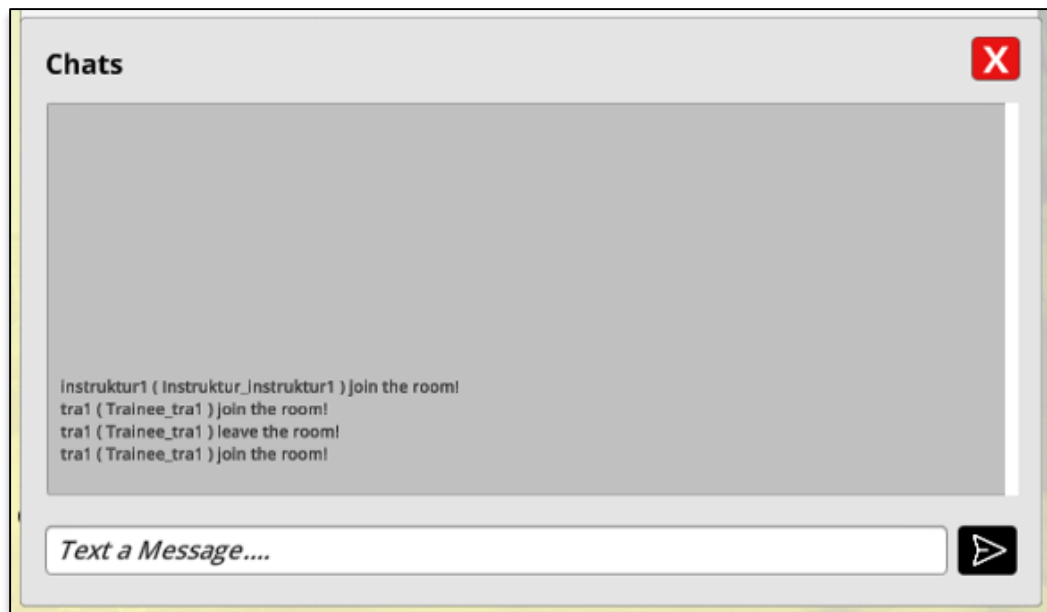 Chats
X
instruktur1 ( Instruktur_instruktur1 ) join the room!
tra1 ( Trainee_tra1 ) join the room!
tra1 ( Trainee_tra1 ) leave the room!
tra1 ( Trainee_tra1 ) join the room!
Text a Message....